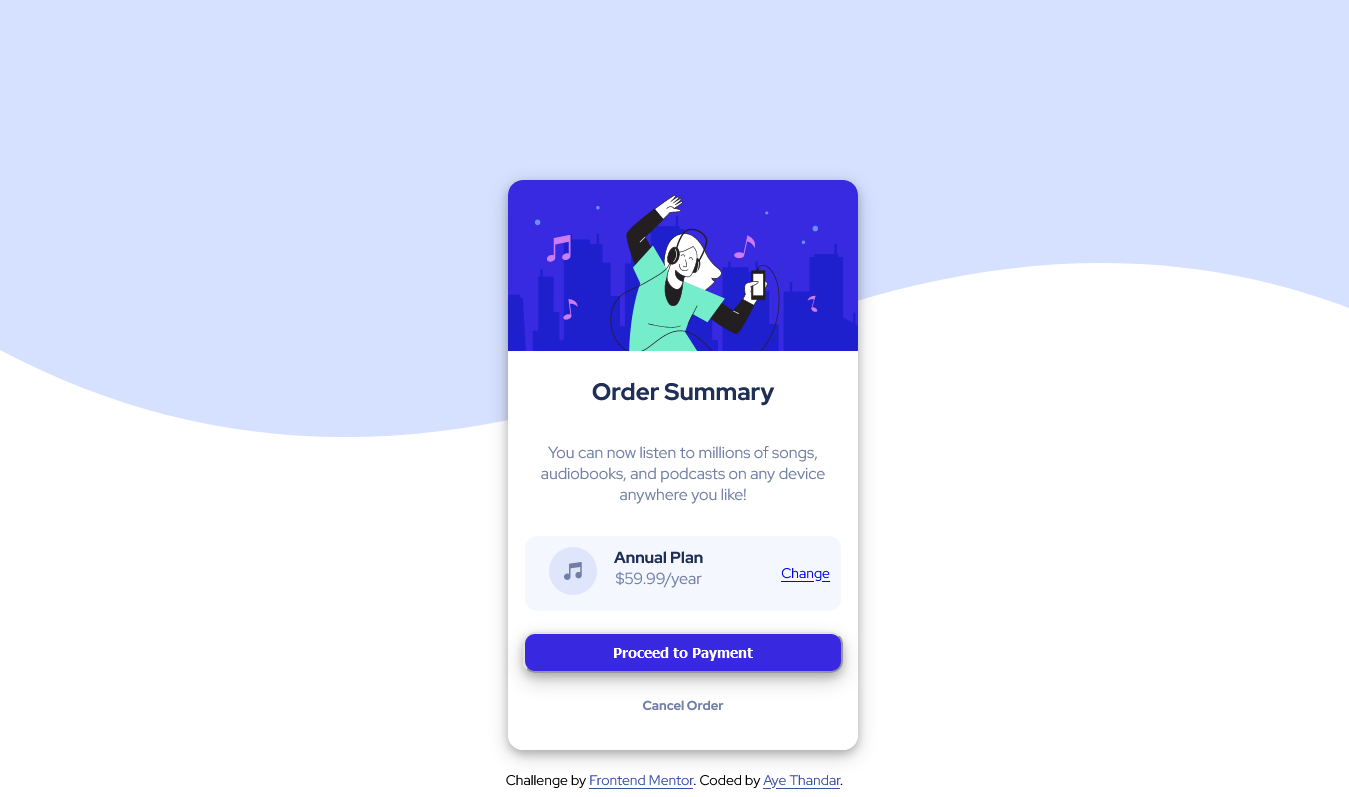 Order Summary
You can now listen to millions of songs,
audiobooks, and podcasts on any device
anywhere you like!
Annual Plan
$59.99/year
Change
Proceed to Payment
Cancel Order
Challenge by Frontend Mentor. Coded by Aye Thandar.